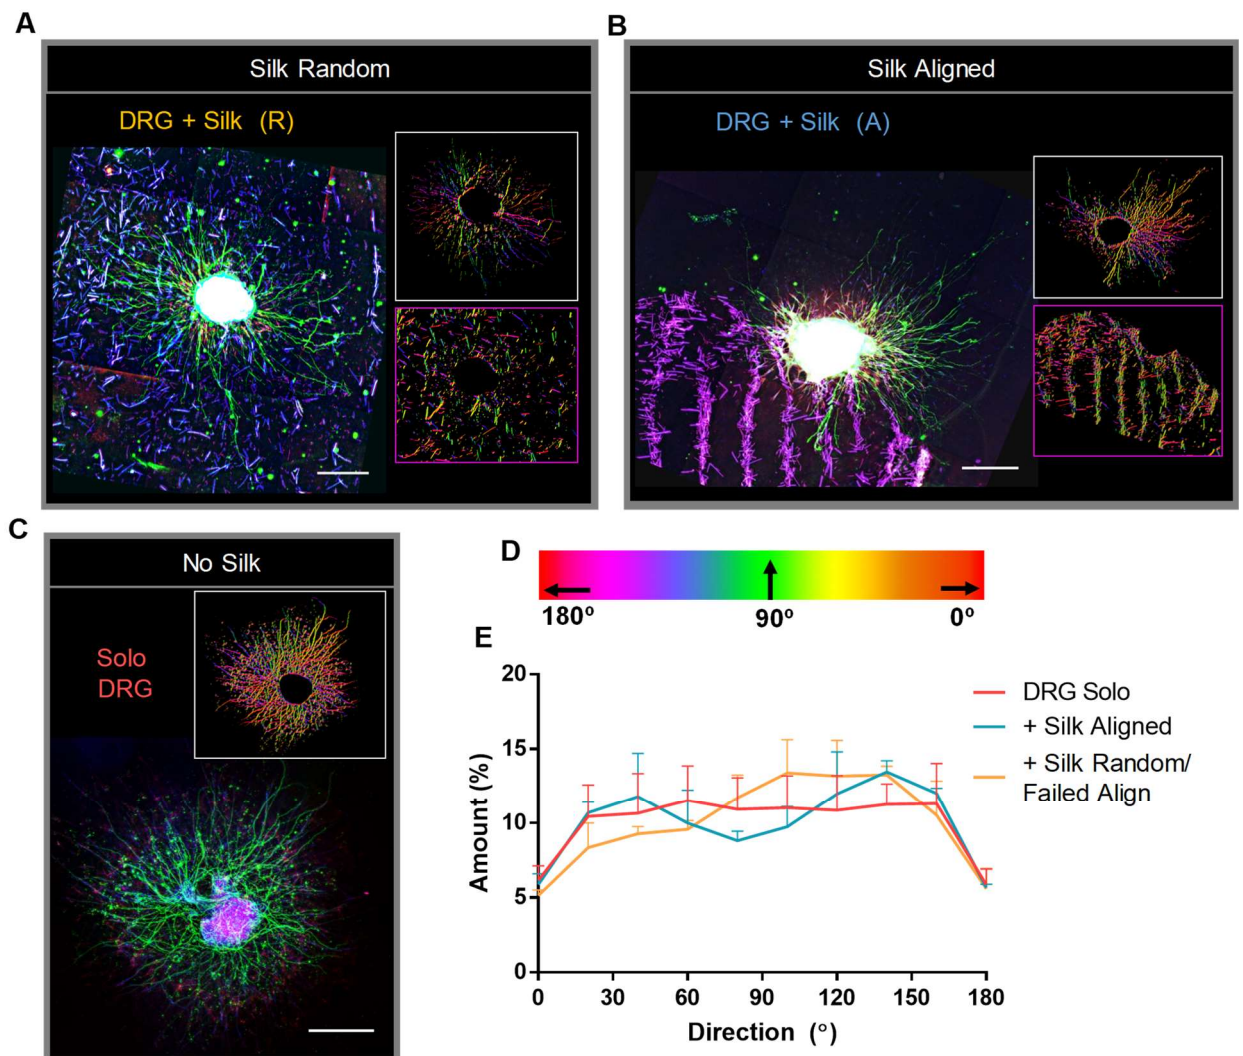 A
Silk Random
DRG + Silk (R)
B
Silk Aligned
DRG + Silk (A)
C
No Silk
Solo
DRG
D
180º
90º
0º
E
20
15
10
5
0
Amount (%)
0 30 60 90 120 150 180
Direction (°)
DRG Solo
+ Silk Aligned
+ Silk Random/
Failed Align